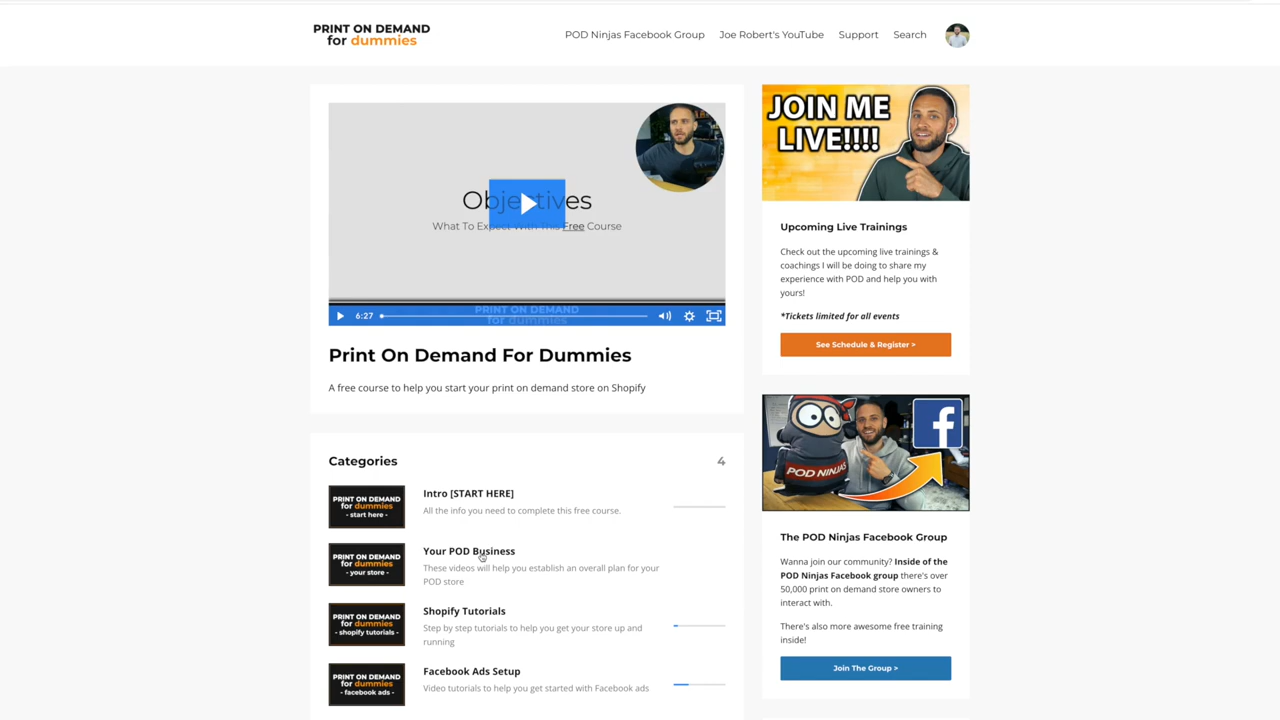 PRINT ON DEMAND
for dummies
POD Ninjas Facebook Group
Joe Robert's YouTube
Support
Search
Objectives
What To Expect With This Free Course
6:27
PRINT ON DEMAND
for dummies
Print On Demand For Dummies
A free course to help you start your print on demand store on Shopify
Categories
4
PRINT ON DEMAND
for dummies
- start here -
Intro [START HERE]
All the info you need to complete this free course.
PRINT ON DEMAND
for dummies
- your store -
Your POD Business
These videos will help you establish an overall plan for your
POD store
PRINT ON DEMAND
for dummies
- shopify tutorials -
Shopify Tutorials
Step by step tutorials to help you get your store up and
running
PRINT ON DEMAND
for dummies
- facebook ads -
Facebook Ads Setup
Video tutorials to help you get started with Facebook ads
JOIN ME
LIVE!!!!
Upcoming Live Trainings
Check out the upcoming live trainings &
coachings I will be doing to share my
experience with POD and help you with
yours!
*Tickets limited for all events
See Schedule & Register >
POD NINJAS
f
The POD Ninjas Facebook Group
Wanna join our community? Inside of the
POD Ninjas Facebook group there's over
50,000 print on demand store owners to
interact with.
There's also more awesome free training
inside!
Join The Group >